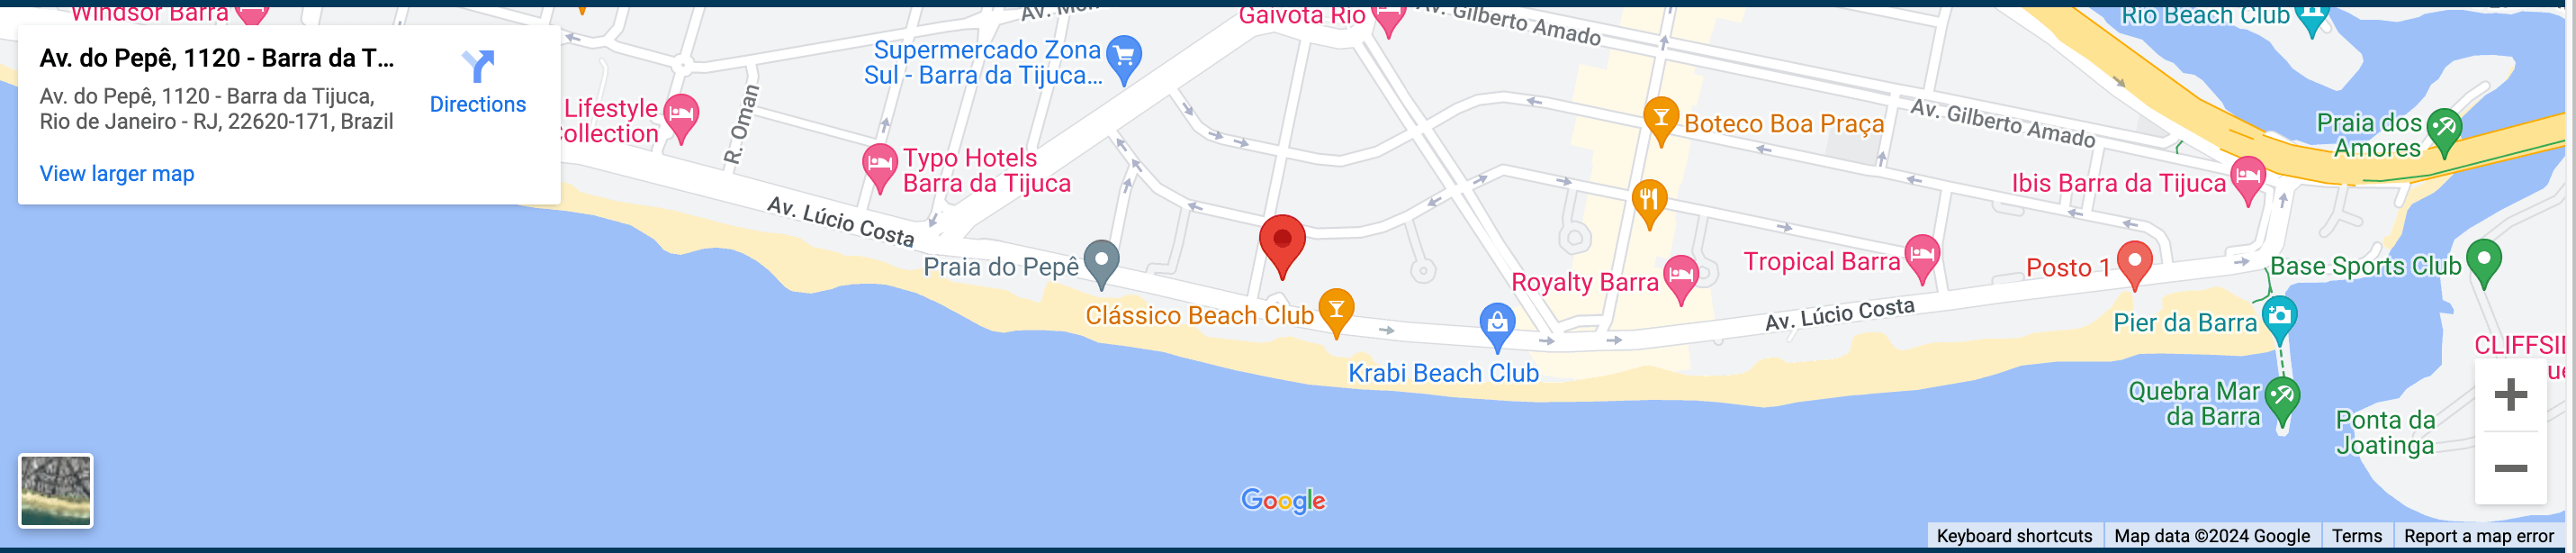 Windsor Barra
Av. do Pepê, 1120 - Barra da T...
Av. do Pepê, 1120 - Barra da Tijuca,
Rio de Janeiro - RJ, 22620-171, Brazil
Directions
View larger map
Lifestyle
Collection
R. Oman
Supermercado Zona
Sul - Barra da Tijuca...
Gaivota Rio
Av. Gilberto Amado
Rio Beach Club
Typo Hotels
Barra da Tijuca
Av. Lúcio Costa
Praia do Pepê
Clássico Beach Club
Krabi Beach Club
Boteco Boa Praça
Av. Gilberto Amado
Royalty Barra
Tropical Barra
Av. Lúcio Costa
Ibis Barra da Tijuca
Praia dos
Amores
Posto 1
Base Sports Club
Pier da Barra
Quebra Mar
da Barra
Ponta da
Joatinga
Google
Keyboard shortcuts
Map data ©2024 Google
Terms
Report a map error